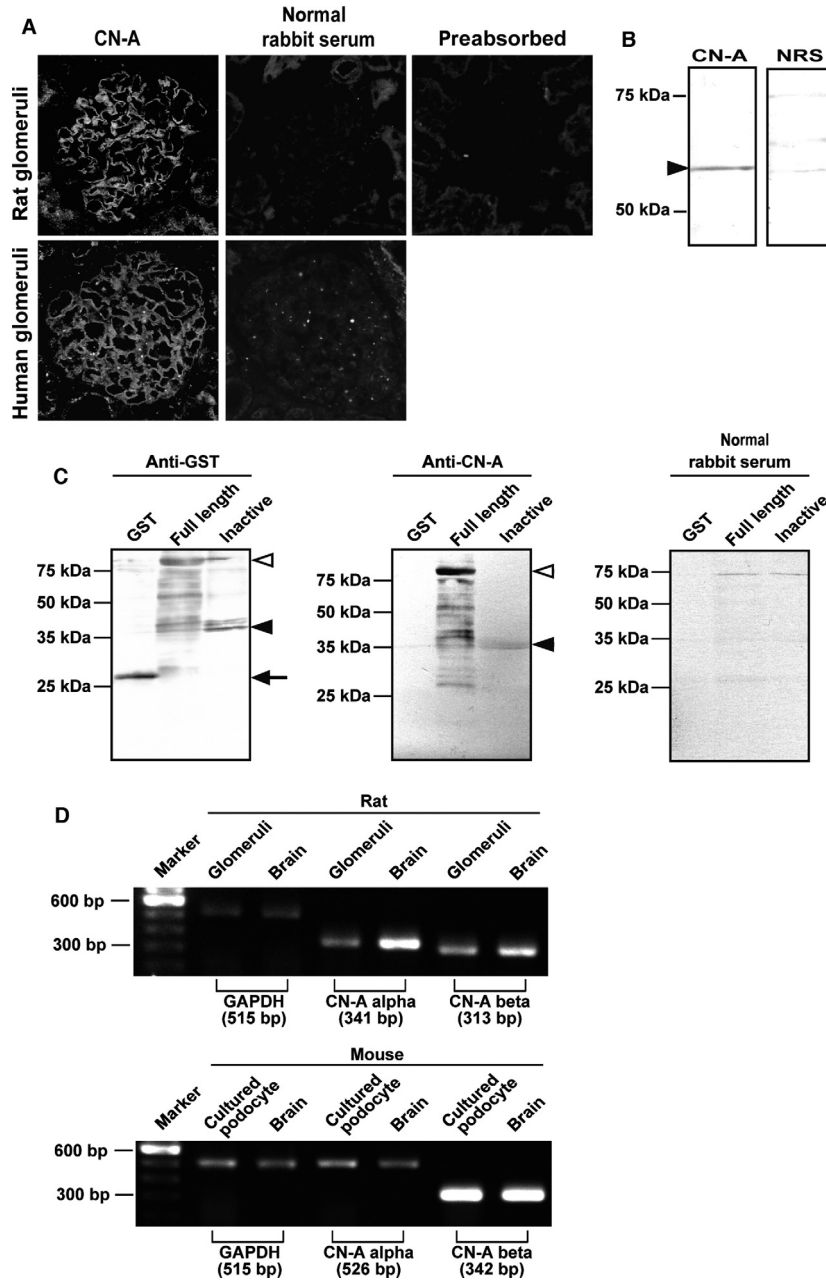 A
CN-A
Normal
rabbit serum
Preabsorbed
Rat glomeruli
Human glomeruli
B
CN-A
NRS
75 kDa
50 kDa
C
Anti-GST
GST
Full length
Inactive
75 kDa
50 kDa
35 kDa
25 kDa
Anti-CN-A
GST
Full length
Inactive
75 kDa
50 kDa
35 kDa
25 kDa
Normal
rabbit serum
GST
Full length
Inactive
75 kDa
50 kDa
35 kDa
25 kDa
D
Rat
Marker
Glomeruli
Brain
Glomeruli
Brain
Glomeruli
Brain
600 bp
300 bp
GAPDH
(515 bp)
CN-A alpha
(341 bp)
CN-A beta
(313 bp)
Mouse
Marker
Cultured
podocyte
Brain
Cultured
podocyte
Brain
Cultured
podocyte
Brain
600 bp
300 bp
GAPDH
(515 bp)
CN-A alpha
(526 bp)
CN-A beta
(342 bp)